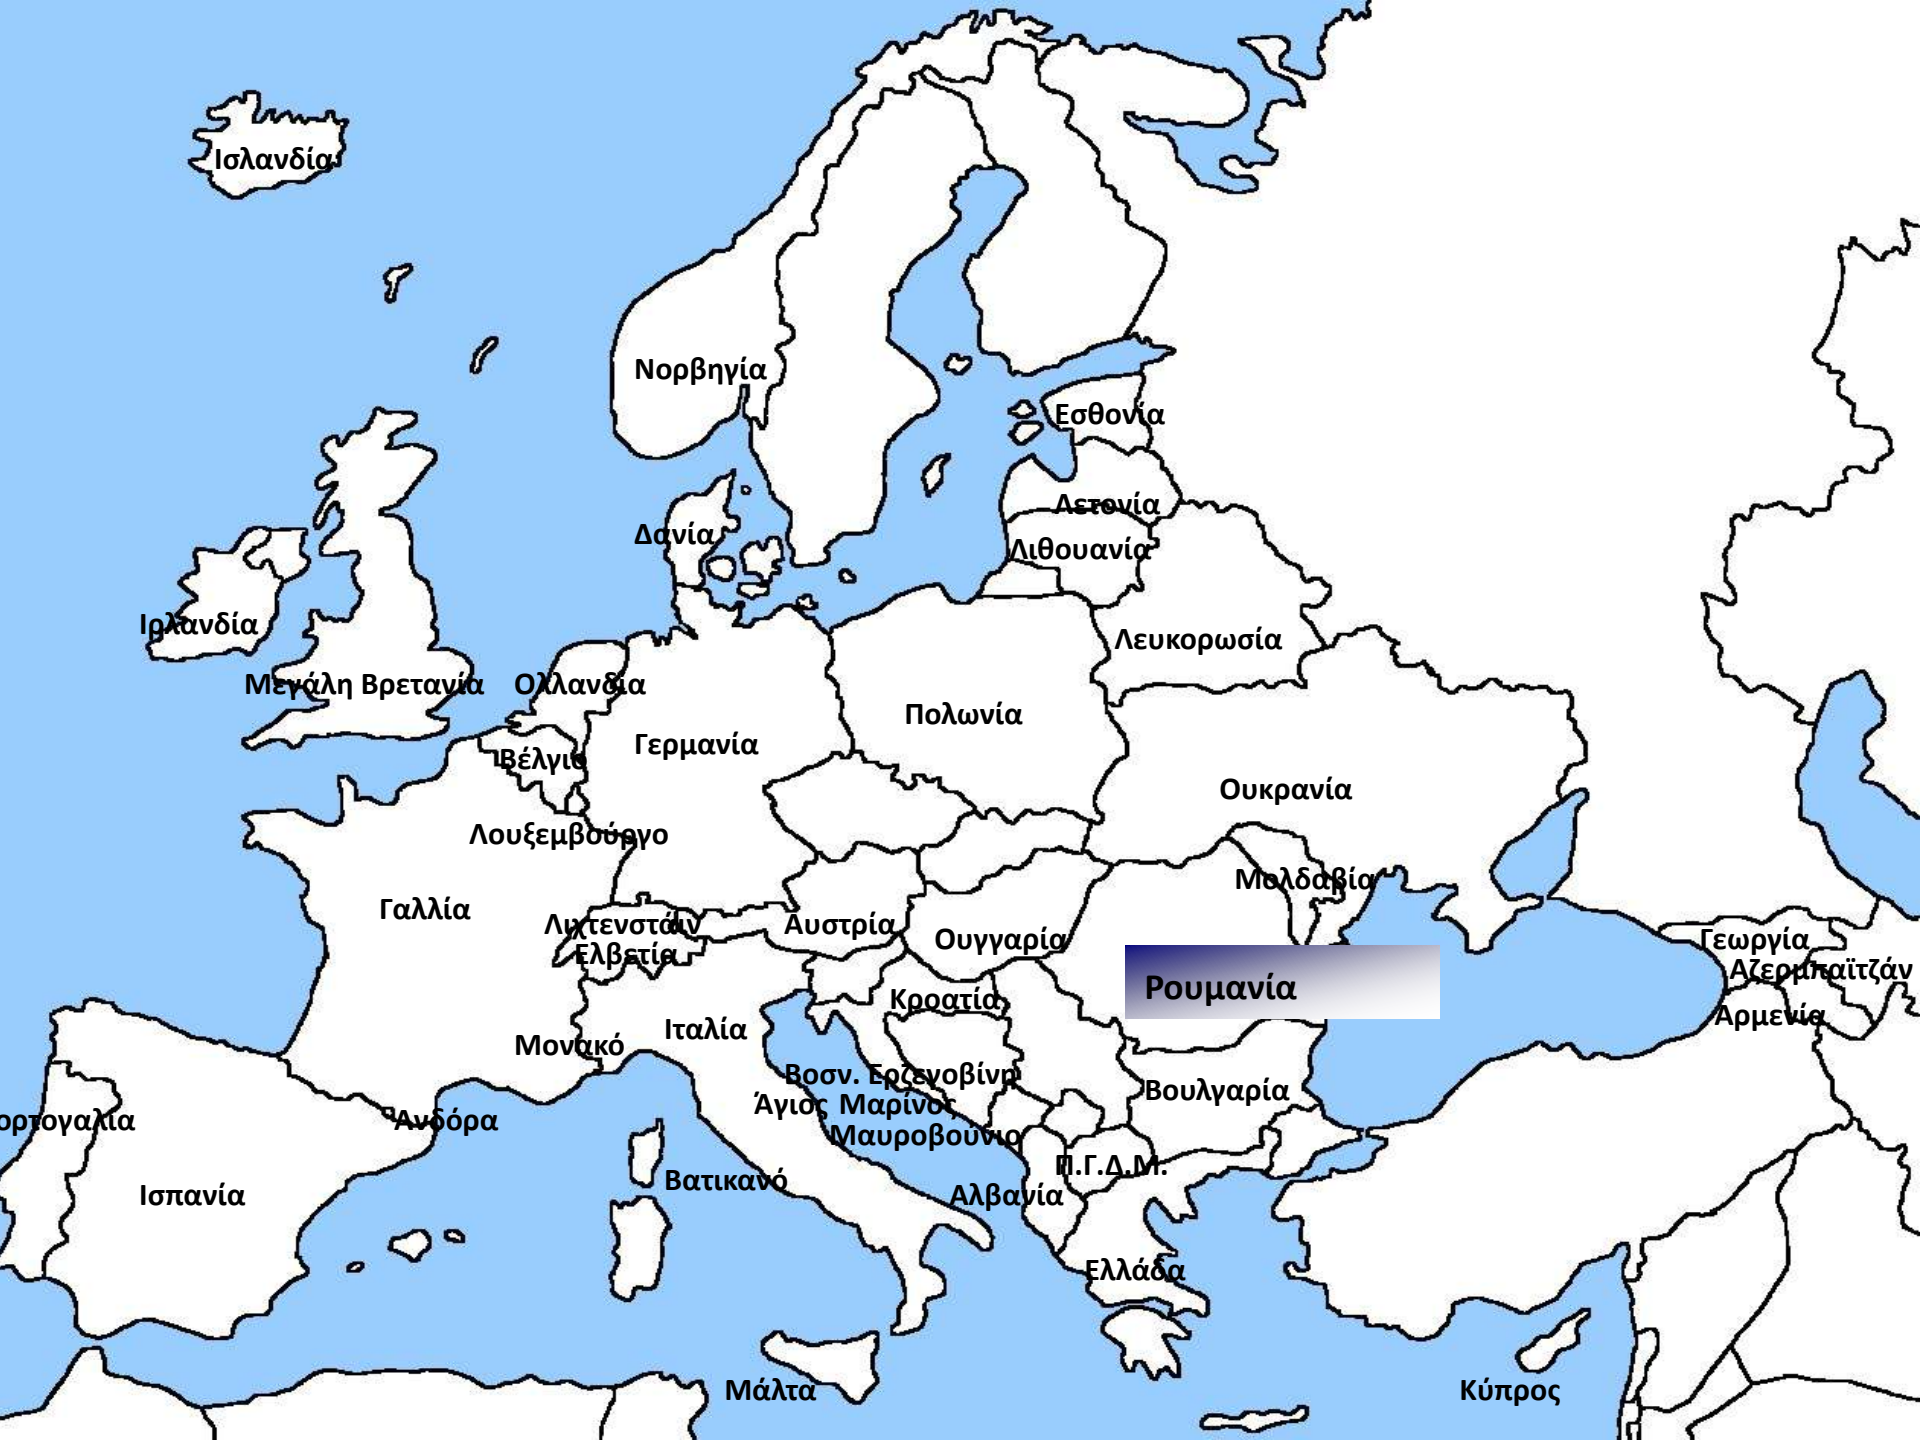 Ισλανδία
Νορβηγία
Εσθονία
Λετονία
Δανία
Λιθουανία
Ιρλανδία
Λευκορωσία
Μεγάλη Βρετανία
Ολλανδία
Πολωνία
Γερμανία
Βέλγιο
Ουκρανία
Λουξεμβούργο
Μολδαβία
Γαλλία
Λιχτενστάιν
Αυστρία
Ουγγαρία
Γεωργία
Ελβετία
Αζερμπαϊτζάν
Ρουμανία
Κροατία
Αρμενία
Ιταλία
Μονακό
Βοσν. Ερζεγοβίνη
Βουλγαρία
Άγιος Μαρίνος
ορτογαλία
Ανδόρα
Μαυροβούνιο
Π.Γ.Δ.Μ.
Βατικανό
Ισπανία
Αλβανία
Ελλάδα
Μάλτα
Κύπρος